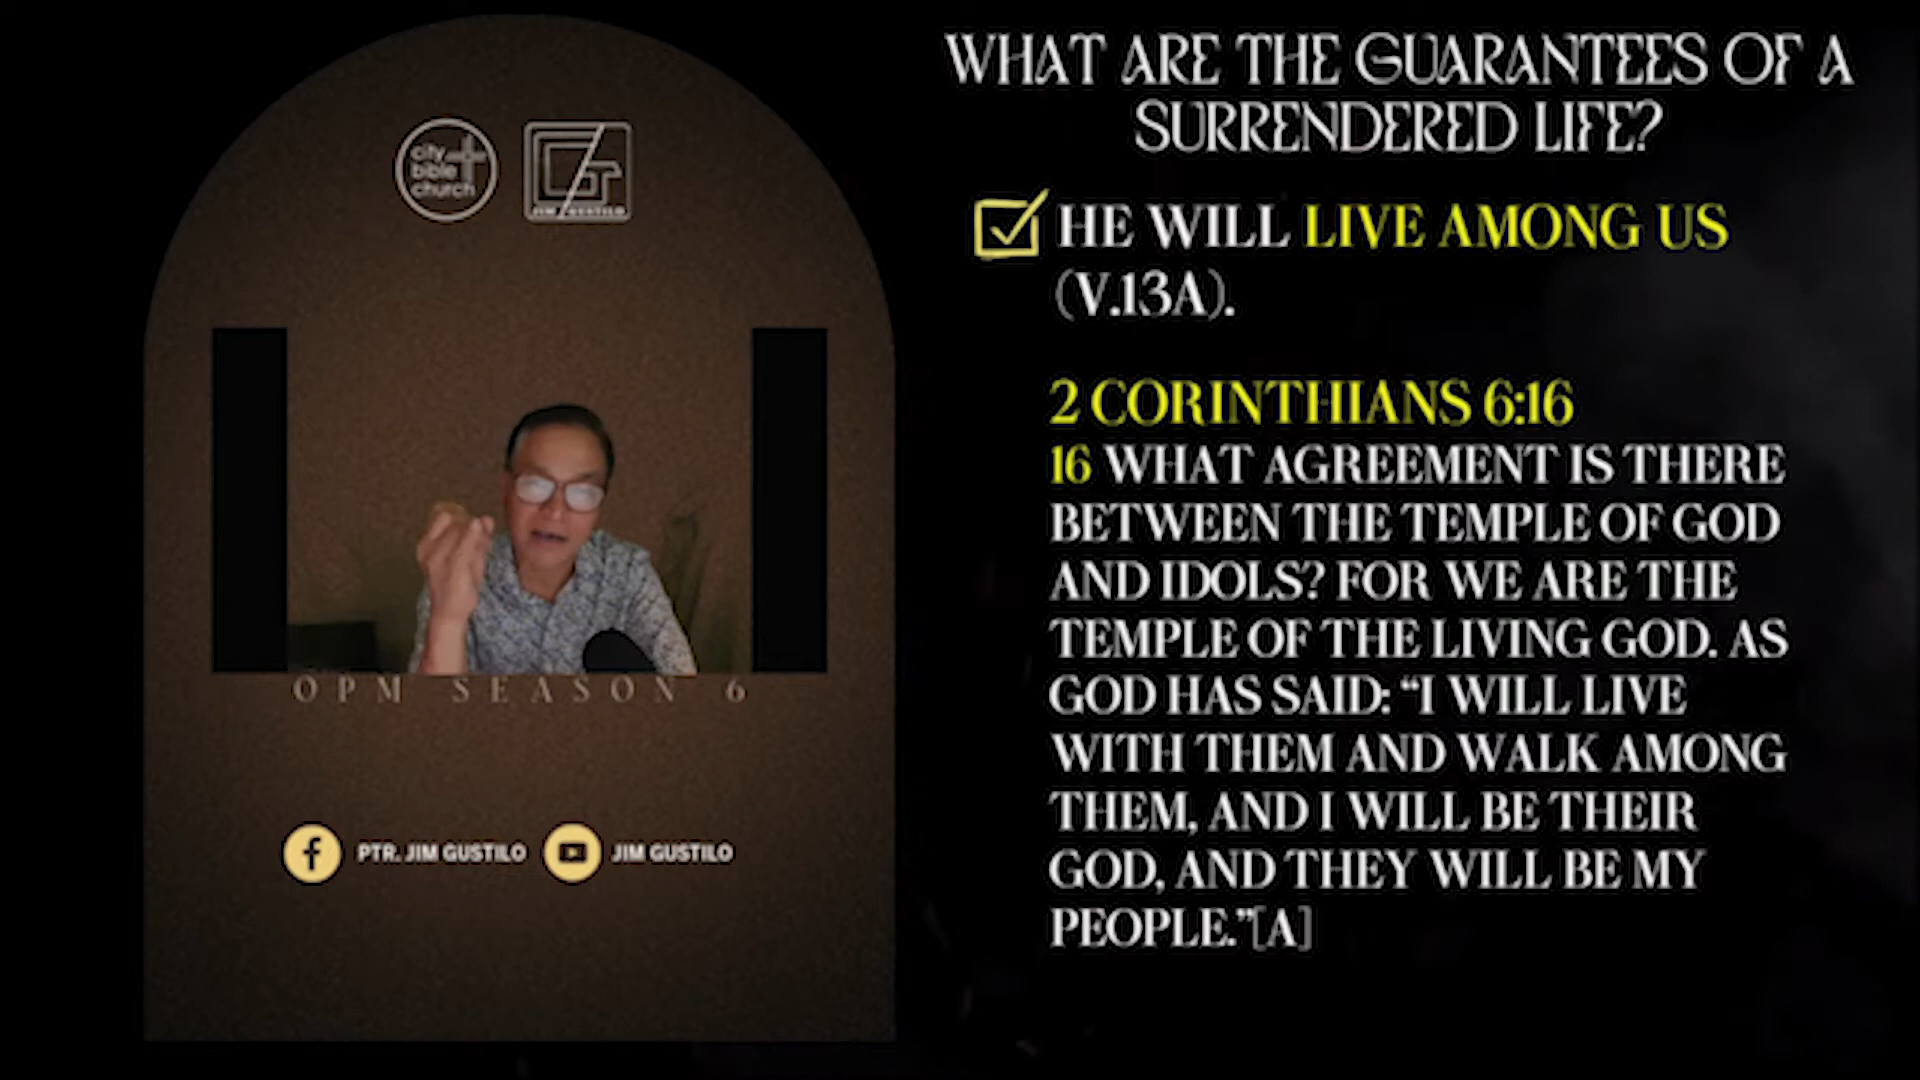 city
bible
church
JIM GUSTILO
OPM SEASON 6
PTR. JIM GUSTILO
JIM GUSTILO
WHAT ARE THE GUARANTEES OF A
SURRENDERED LIFE?
HE WILL LIVE AMONG US
(V.13A).
2 CORINTHIANS 6:16
16 WHAT AGREEMENT IS THERE
BETWEEN THE TEMPLE OF GOD
AND IDOLS? FOR WE ARE THE
TEMPLE OF THE LIVING GOD. AS
GOD HAS SAID: “I WILL LIVE
WITH THEM AND WALK AMONG
THEM, AND I WILL BE THEIR
GOD, AND THEY WILL BE MY
PEOPLE.”[A]